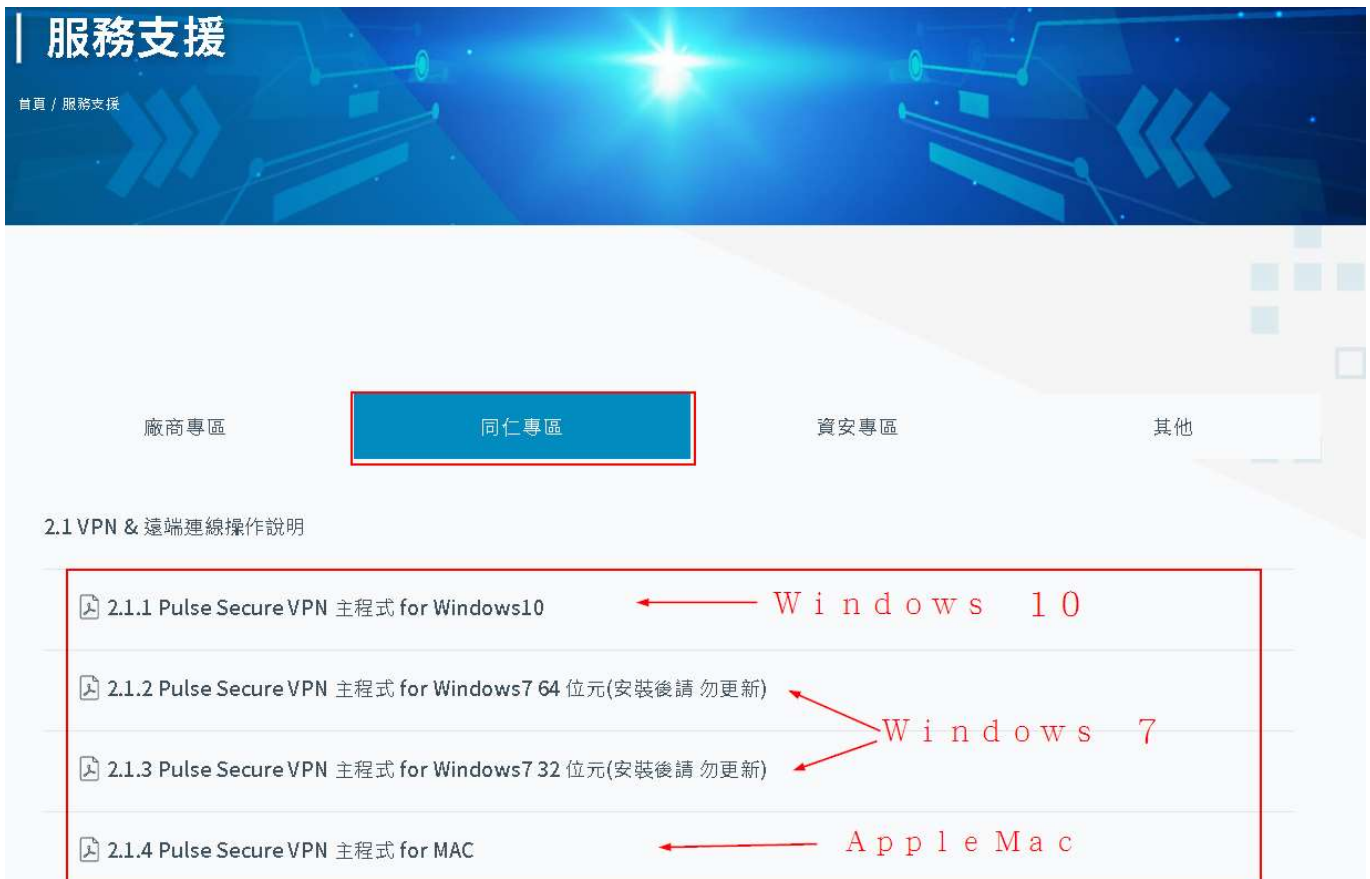 服務支援
首頁 / 服務支援
廠商專區 同仁專區 資安專區 其他
2.1 VPN & 遠端連線操作說明
2.1.1 Pulse Secure VPN 主程式 for Windows10 Windows 10
2.1.2 Pulse Secure VPN 主程式 for Windows7 64 位元(安裝後請 勿更新)
Windows 7
2.1.3 Pulse Secure VPN 主程式 for Windows7 32 位元(安裝後請 勿更新)
2.1.4 Pulse Secure VPN 主程式 for MAC AppleMac